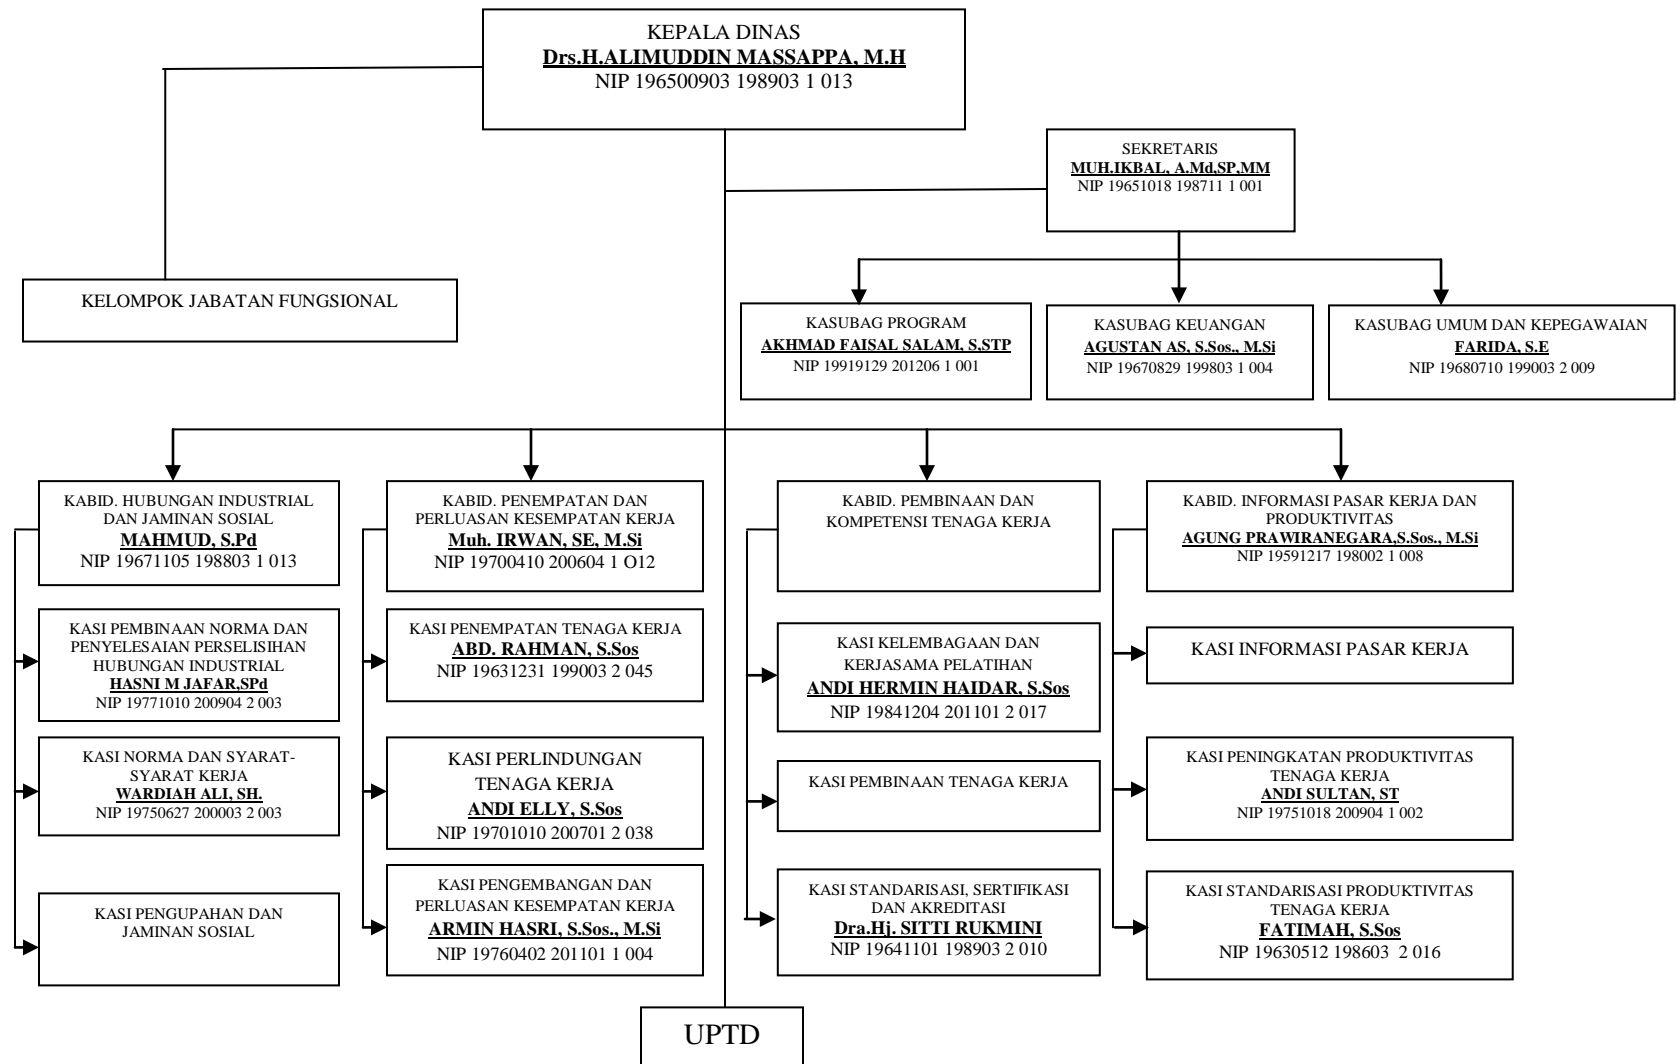 KEPALA DINAS
Drs.H.ALIMUDDIN MASSAPPA, M.H
NIP 196500903 198903 1 013
SEKRETARIS
MUH.IKBAL, A.Md,SP,MM
NIP 19651018 198711 1 001
KELOMPOK JABATAN FUNGSIONAL
KASUBAG PROGRAM
AKHMAD FAISAL SALAM, S,STP
NIP 19919129 201206 1 001
KASUBAG KEUANGAN
AGUSTAN AS, S.Sos., M.Si
NIP 19670829 199803 1 004
KASUBAG UMUM DAN KEPEGAWAIAN
FARIDA, S.E
NIP 19680710 199003 2 009
KABID. HUBUNGAN INDUSTRIAL
DAN JAMINAN SOSIAL
MAHMUD, S.Pd
NIP 19671105 198803 1 013
KABID. PENEMPATAN DAN
PERLUASAN KESEMPATAN KERJA
Muh. IRWAN, SE, M.Si
NIP 19700410 200604 1 O12
KABID. PEMBINAAN DAN
KOMPETENSI TENAGA KERJA
KABID. INFORMASI PASAR KERJA DAN
PRODUKTIVITAS
AGUNG PRAWIRANEGARA,S.Sos., M.Si
NIP 19591217 198002 1 008
KASI PEMBINAAN NORMA DAN
PENYELESAIAN PERSELISIHAN
HUBUNGAN INDUSTRIAL
HASNI M JAFAR,SPd
NIP 19771010 200904 2 003
KASI PENEMPATAN TENAGA KERJA
ABD. RAHMAN, S.Sos
NIP 19631231 199003 2 045
KASI KELEMBAGAAN DAN
KERJASAMA PELATIHAN
ANDI HERMIN HAIDAR, S.Sos
NIP 19841204 201101 2 017
KASI INFORMASI PASAR KERJA
KASI NORMA DAN SYARAT-
SYARAT KERJA
WARDIAH ALI, SH.
NIP 19750627 200003 2 003
KASI PERLINDUNGAN
TENAGA KERJA
ANDI ELLY, S.Sos
NIP 19701010 200701 2 038
KASI PEMBINAAN TENAGA KERJA
KASI PENINGKATAN PRODUKTIVITAS
TENAGA KERJA
ANDI SULTAN, ST
NIP 19751018 200904 1 002
KASI PENGUPAHAN DAN
JAMINAN SOSIAL
KASI PENGEMBANGAN DAN
PERLUASAN KESEMPATAN KERJA
ARMIN HASRI, S.Sos., M.Si
NIP 19760402 201101 1 004
KASI STANDARISASI, SERTIFIKASI
DAN AKREDITASI
Dra.Hj. SITTI RUKMINI
NIP 19641101 198903 2 010
KASI STANDARISASI PRODUKTIVITAS
TENAGA KERJA
FATIMAH, S.Sos
NIP 19630512 198603 2 016
UPTD